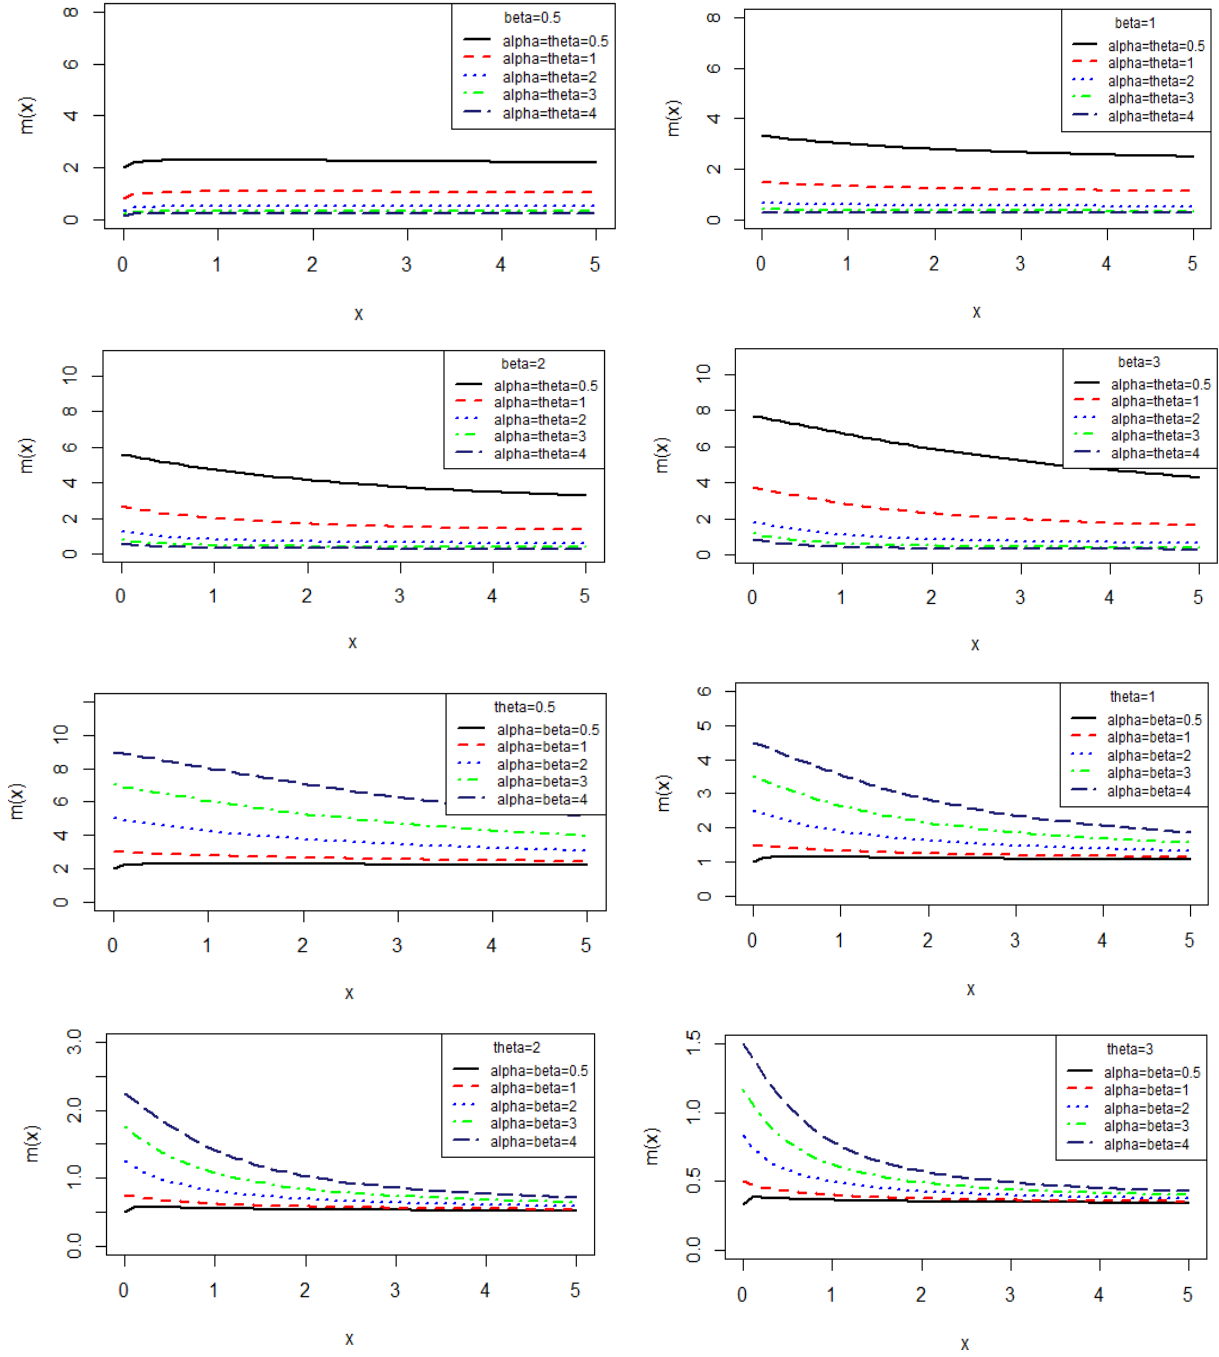 beta=0.5
alpha=theta=0.5
alpha=theta=1
alpha=theta=2
alpha=theta=3
alpha=theta=4
m(x)
0 2 4 6 8
0 1 2 3 4 5
x
beta=1
alpha=theta=0.5
alpha=theta=1
alpha=theta=2
alpha=theta=3
alpha=theta=4
m(x)
0 2 4 6 8
0 1 2 3 4 5
x
beta=2
alpha=theta=0.5
alpha=theta=1
alpha=theta=2
alpha=theta=3
alpha=theta=4
m(x)
0 2 4 6 8 10
0 1 2 3 4 5
x
beta=3
alpha=theta=0.5
alpha=theta=1
alpha=theta=2
alpha=theta=3
alpha=theta=4
m(x)
0 2 4 6 8 10
0 1 2 3 4 5
x
theta=0.5
alpha=beta=0.5
alpha=beta=1
alpha=beta=2
alpha=beta=3
alpha=beta=4
m(x)
0 2 4 6 8 10
0 1 2 3 4 5
x
theta=1
alpha=beta=0.5
alpha=beta=1
alpha=beta=2
alpha=beta=3
alpha=beta=4
m(x)
0 1 2 3 4 5 6
0 1 2 3 4 5
x
theta=2
alpha=beta=0.5
alpha=beta=1
alpha=beta=2
alpha=beta=3
alpha=beta=4
m(x)
0.0 1.0 2.0 3.0
0 1 2 3 4 5
x
theta=3
alpha=beta=0.5
alpha=beta=1
alpha=beta=2
alpha=beta=3
alpha=beta=4
m(x)
0.0 0.5 1.0 1.5
0 1 2 3 4 5
x